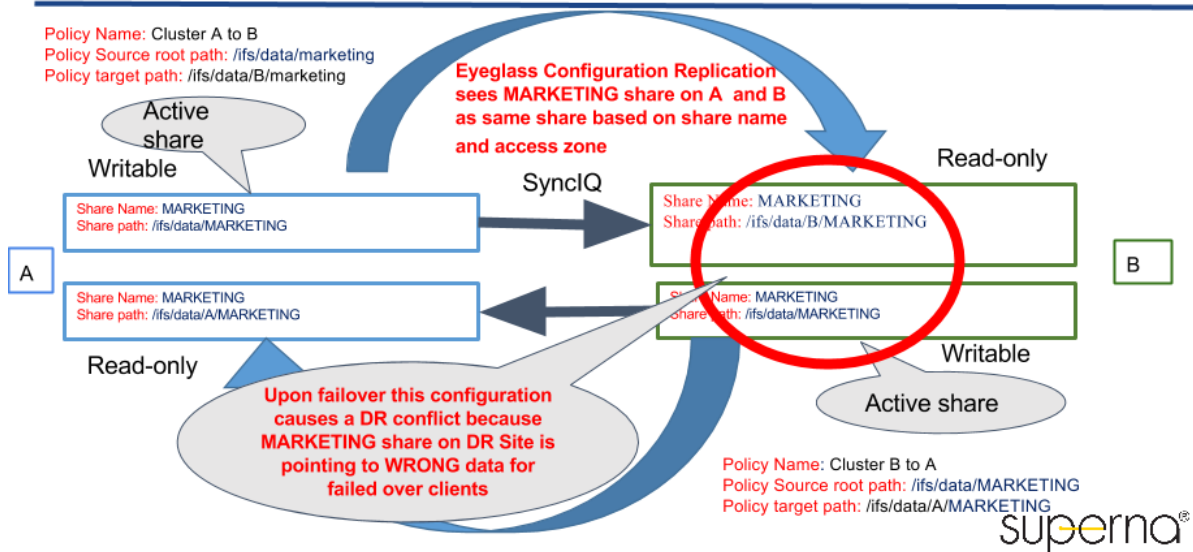 Policy Name: Cluster A to B
Policy Source root path: /ifs/data/marketing
Policy target path: /ifs/data/B/marketing
Eyeglass Configuration Replication
sees MARKETING share on A and B
as same share based on share name
and access zone
Active
share
Writable
Read-only
SyncIQ
Share Name: MARKETING
Share path: /ifs/data/MARKETING
Share Name: MARKETING
Share path: /ifs/data/B/MARKETING
A
B
Share Name: MARKETING
Share path: /ifs/data/A/MARKETING
Share Name: MARKETING
Share path: /ifs/data/MARKETING
Read-only
Writable
Upon failover this configuration
causes a DR conflict because
MARKETING share on DR Site is
pointing to WRONG data for
failed over clients
Active share
Policy Name: Cluster B to A
Policy Source root path: /ifs/data/MARKETING
Policy target path: /ifs/data/A/MARKETING
superna®